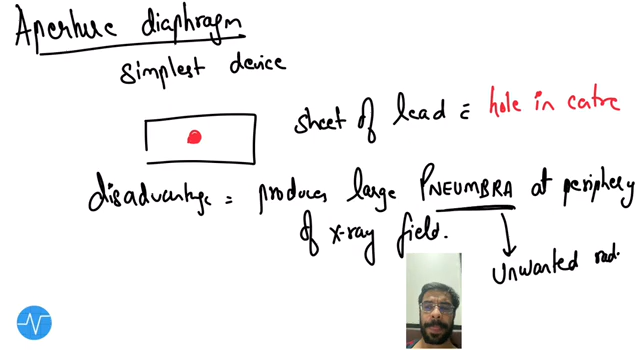 Aperture diaphragm
simplest device
sheet of lead c̄ hole in catre
disadvantage = produces large PNEUMBRA at periphery
of x-ray field.
Unwanted rad.